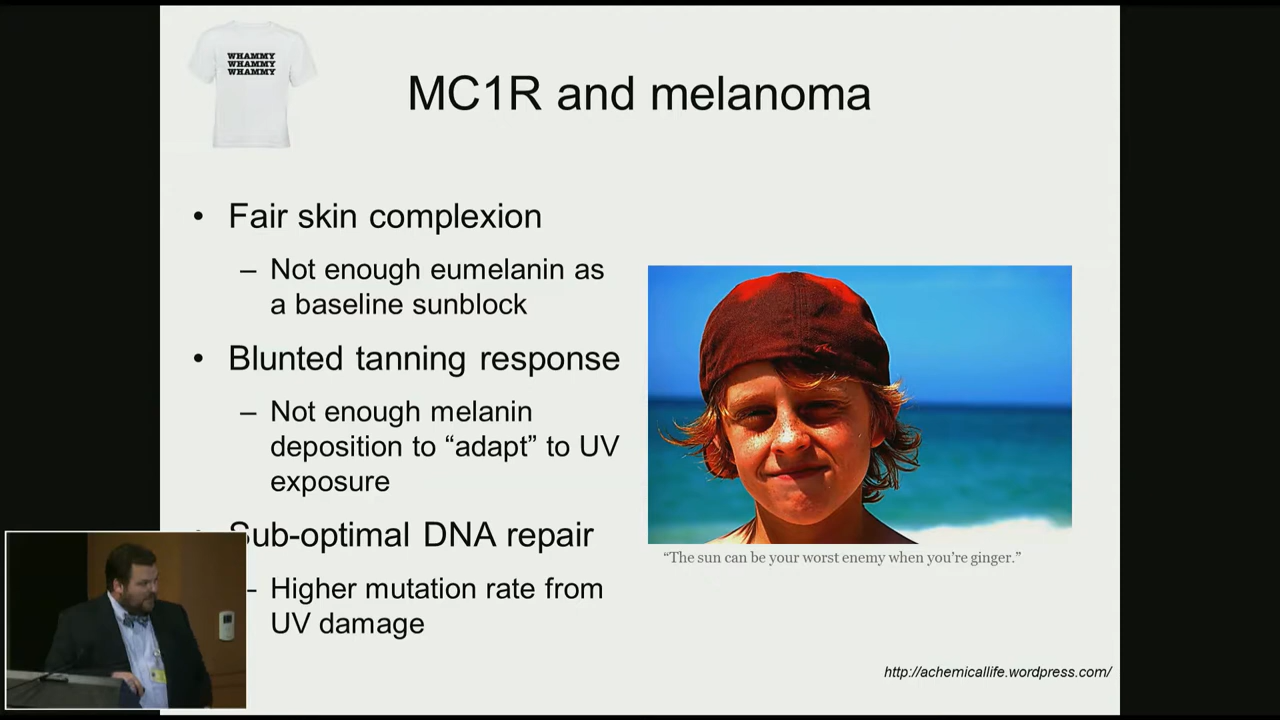 WHAMMY
WHAMMY
WHAMMY
MC1R and melanoma
• Fair skin complexion
– Not enough eumelanin as
a baseline sunblock
• Blunted tanning response
– Not enough melanin
deposition to “adapt” to UV
exposure
Sub-optimal DNA repair
– Higher mutation rate from
UV damage
“The sun can be your worst enemy when you’re ginger.”
http://achemicallife.wordpress.com/